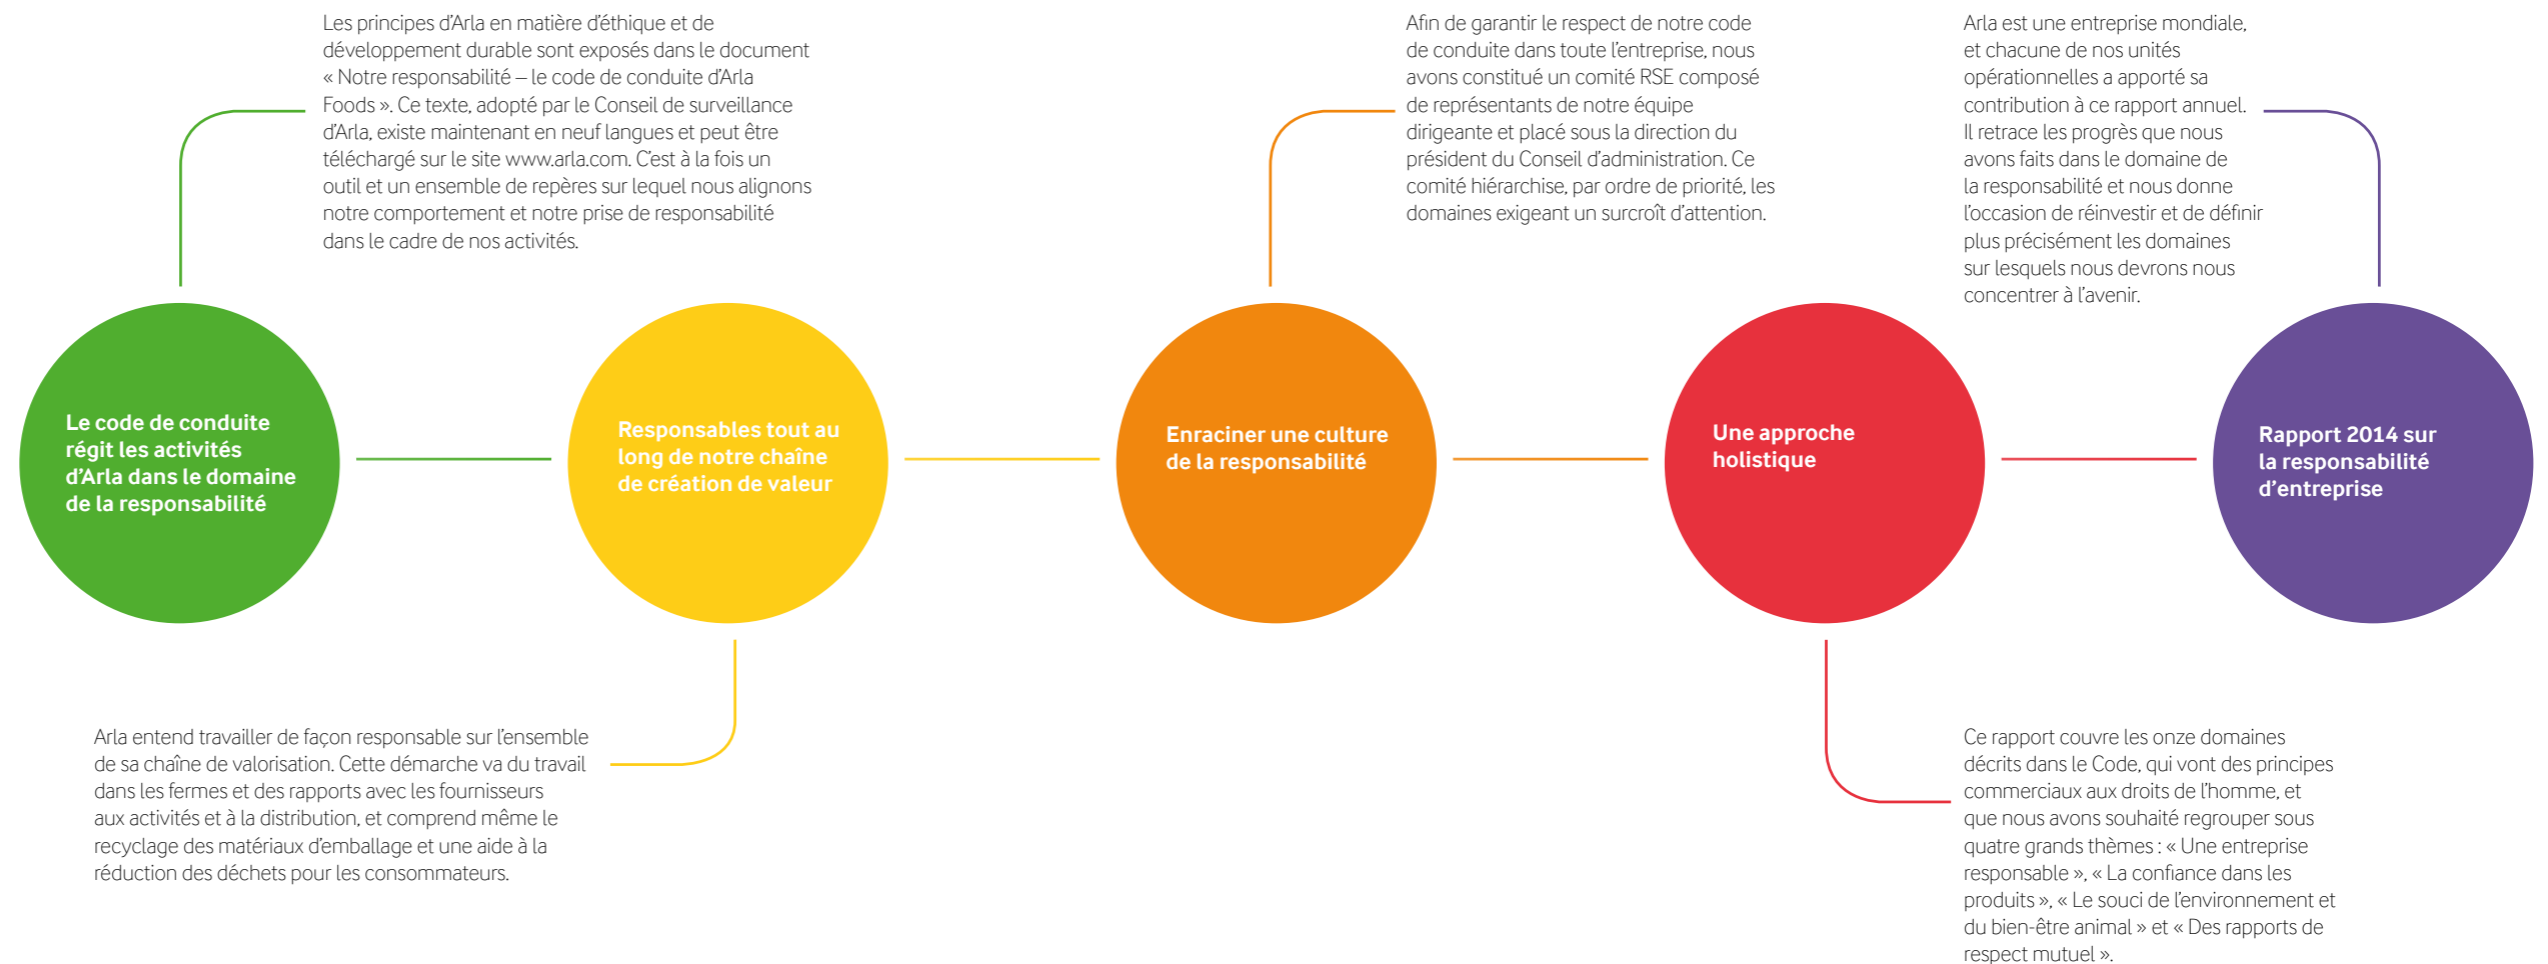 Les principes d'Arla en matière d'éthique et de
développement durable sont exposés dans le document
« Notre responsabilité – le code de conduite d'Arla
Foods ». Ce texte, adopté par le Conseil de surveillance
d'Arla, existe maintenant en neuf langues et peut être
téléchargé sur le site www.arla.com. C'est à la fois un
outil et un ensemble de repères sur lequel nous alignons
notre comportement et notre prise de responsabilité
dans le cadre de nos activités.
Afin de garantir le respect de notre code
de conduite dans toute l'entreprise, nous
avons constitué un comité RSE composé
de représentants de notre équipe
dirigeante et placé sous la direction du
président du Conseil d'administration. Ce
comité hiérarchise, par ordre de priorité, les
domaines exigeant un surcroît d'attention.
Arla est une entreprise mondiale,
et chacune de nos unités
opérationnelles a apporté sa
contribution à ce rapport annuel.
Il retrace les progrès que nous
avons faits dans le domaine de
la responsabilité et nous donne
l'occasion de réinvestir et de définir
plus précisément les domaines
sur lesquels nous devrons nous
concentrer à l'avenir.
Le code de conduite
régit les activités
d'Arla dans le domaine
de la responsabilité
Responsables tout au
long de notre chaîne
de création de valeur
Enraciner une culture
de la responsabilité
Une approche
holistique
Rapport 2014 sur
la responsabilité
d'entreprise
Arla entend travailler de façon responsable sur l'ensemble
de sa chaîne de valorisation. Cette démarche va du travail
dans les fermes et des rapports avec les fournisseurs
aux activités et à la distribution, et comprend même le
recyclage des matériaux d'emballage et une aide à la
réduction des déchets pour les consommateurs.
Ce rapport couvre les onze domaines
décrits dans le Code, qui vont des principes
commerciaux aux droits de l'homme, et
que nous avons souhaité regrouper sous
quatre grands thèmes : « Une entreprise
responsable », « La confiance dans les
produits », « Le souci de l'environnement et
du bien-être animal » et « Des rapports de
respect mutuel ».